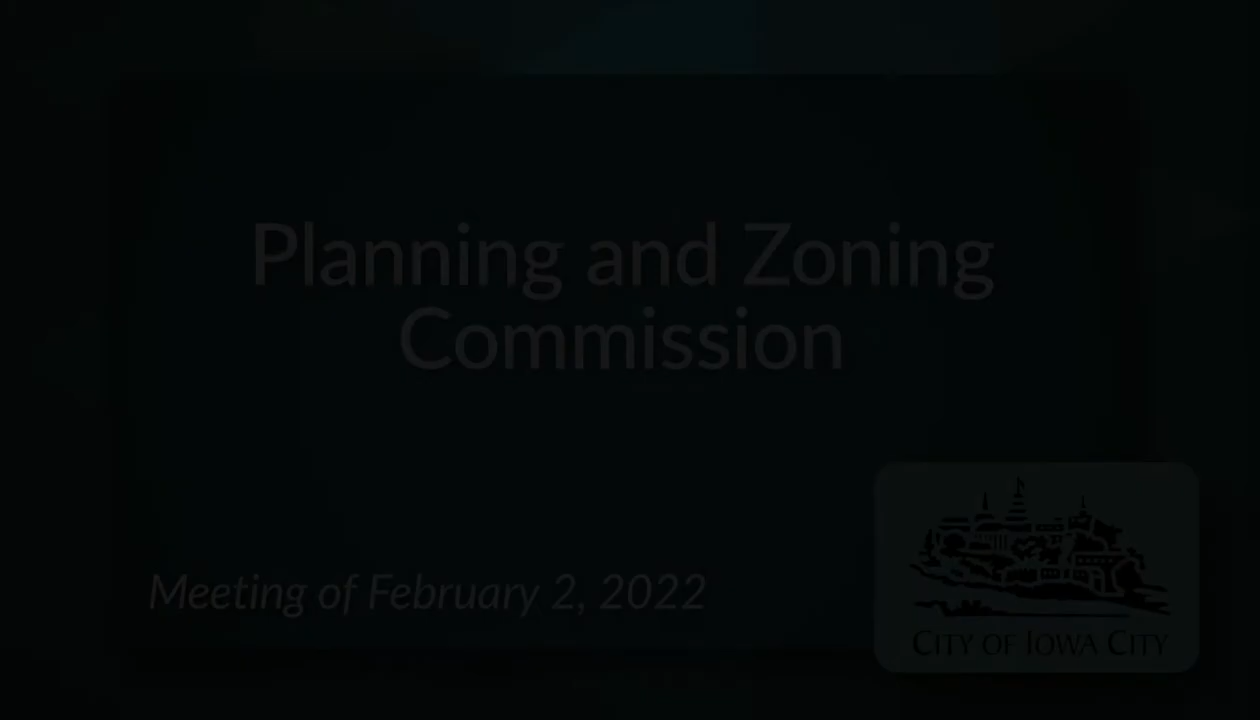 Planning and Zoning
Commission
Meeting of February 2, 2022
CITY OF IOWA CITY